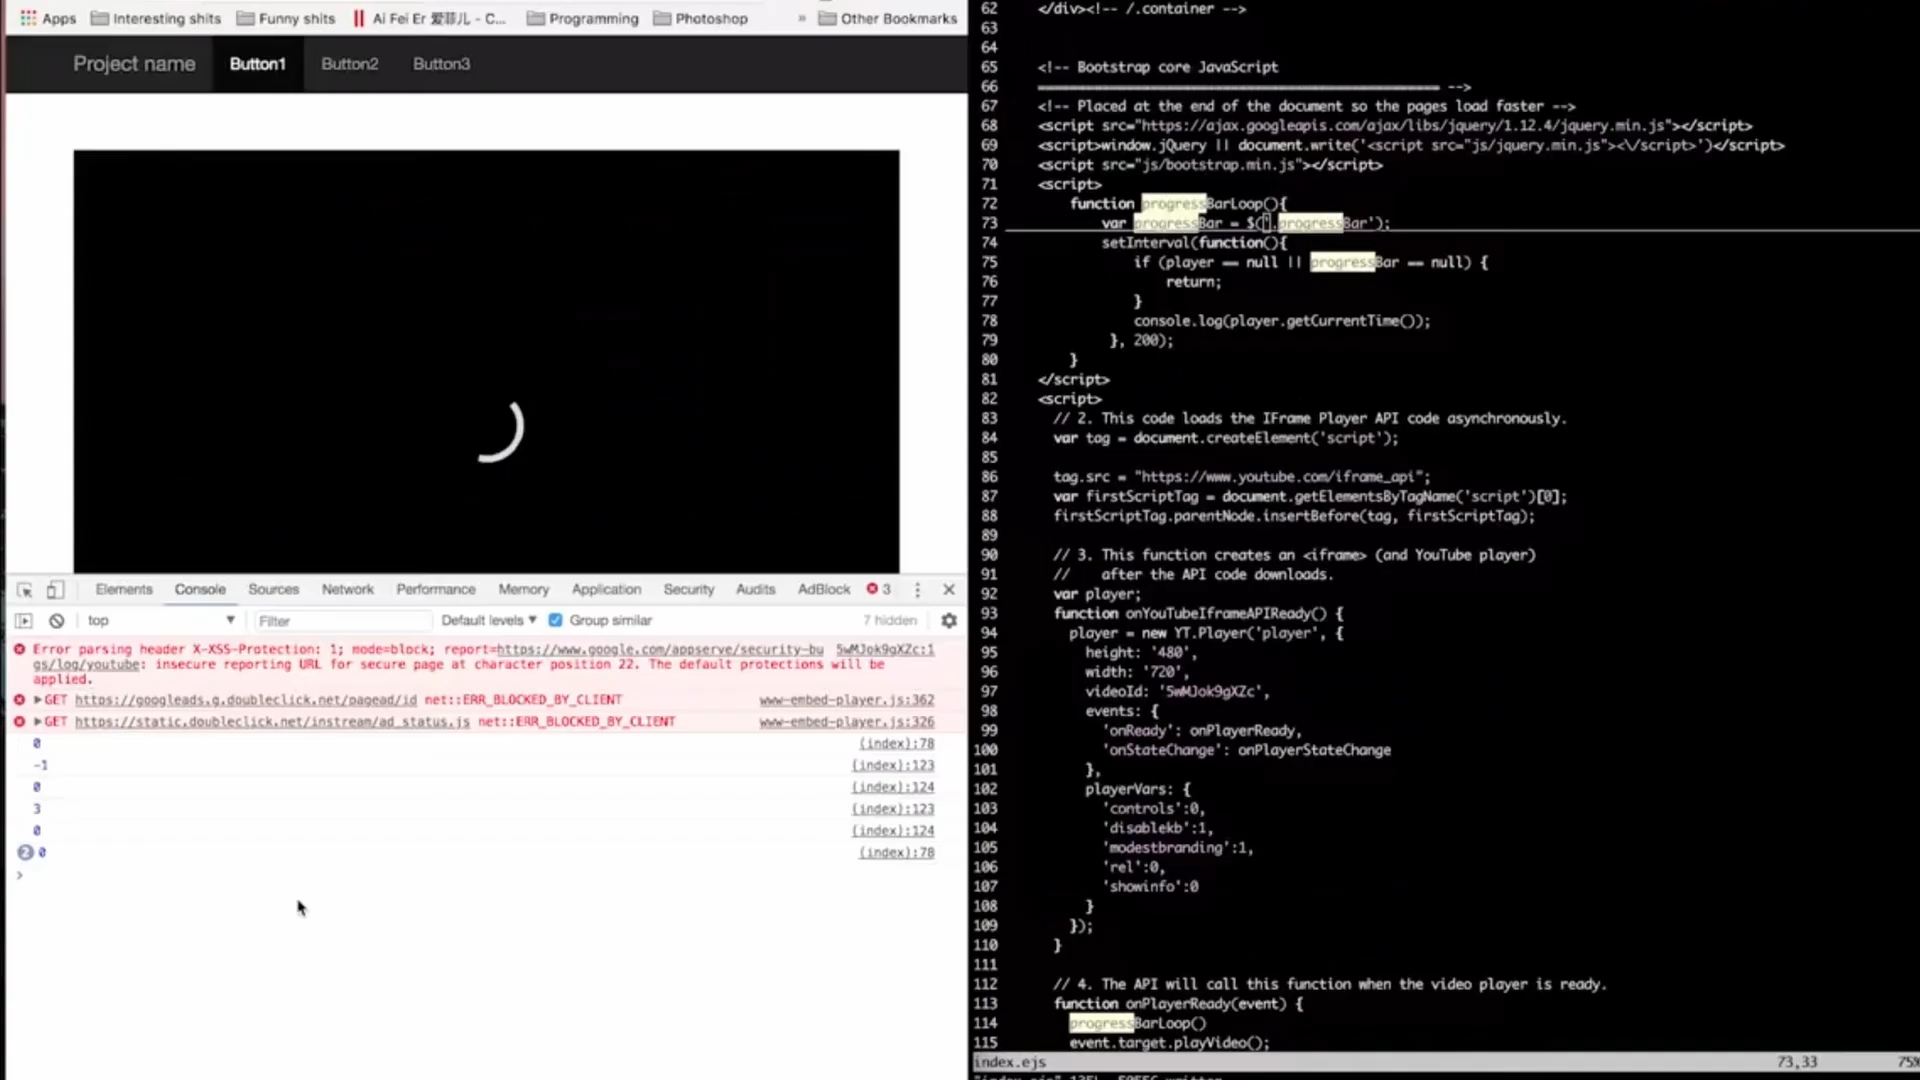 Apps Interesting shits Funny shits Ai Fei Er 爱菲儿 - C... Programming Photoshop » Other Bookmarks
Project name Button1 Button2 Button3
Elements Console Sources Network Performance Memory Application Security Audits AdBlock 3
top Filter Default levels ▼ Group similar 7 hidden
Error parsing header X-XSS-Protection: 1; mode=block; report=https://www.google.com/appserve/security-bu 5wMJok9gXZc:1
gs/log/youtube: insecure reporting URL for secure page at character position 22. The default protections will be
applied.
GET https://googleads.g.doubleclick.net/pagead/id net::ERR_BLOCKED_BY_CLIENT www-embed-player.js:362
GET https://static.doubleclick.net/instream/ad_status.js net::ERR_BLOCKED_BY_CLIENT www-embed-player.js:326
0 (index):78
-1 (index):123
0 (index):124
3 (index):123
0 (index):124
2 0 (index):78
>
62 </div><!-- /.container -->
63
64
65 <!-- Bootstrap core JavaScript
66 ================================================== -->
67 <!-- Placed at the end of the document so the pages load faster -->
68 <script src="https://ajax.googleapis.com/ajax/libs/jquery/1.12.4/jquery.min.js"></script>
69 <script>window.jQuery || document.write('<script src="js/jquery.min.js"><\/script>')</script>
70 <script src="js/bootstrap.min.js"></script>
71 <script>
72 function progressBarLoop(){
73 var progressBar = $('.progressBar');
74 setInterval(function(){
75 if (player == null || progressBar == null) {
76 return;
77 }
78 console.log(player.getCurrentTime());
79 }, 200);
80 }
81 </script>
82 <script>
83 // 2. This code loads the IFrame Player API code asynchronously.
84 var tag = document.createElement('script');
85
86 tag.src = "https://www.youtube.com/iframe_api";
87 var firstScriptTag = document.getElementsByTagName('script')[0];
88 firstScriptTag.parentNode.insertBefore(tag, firstScriptTag);
89
90 // 3. This function creates an <iframe> (and YouTube player)
91 // after the API code downloads.
92 var player;
93 function onYouTubeIframeAPIReady() {
94 player = new YT.Player('player', {
95 height: '480',
96 width: '720',
97 videoId: '5wMJok9gXZc',
98 events: {
99 'onReady': onPlayerReady,
100 'onStateChange': onPlayerStateChange
101 },
102 playerVars: {
103 'controls':0,
104 'disablekb':1,
105 'modestbranding':1,
106 'rel':0,
107 'showinfo':0
108 }
109 });
110 }
111
112 // 4. The API will call this function when the video player is ready.
113 function onPlayerReady(event) {
114 progressBarLoop()
115 event.target.playVideo();
index.ejs 73,33 75%